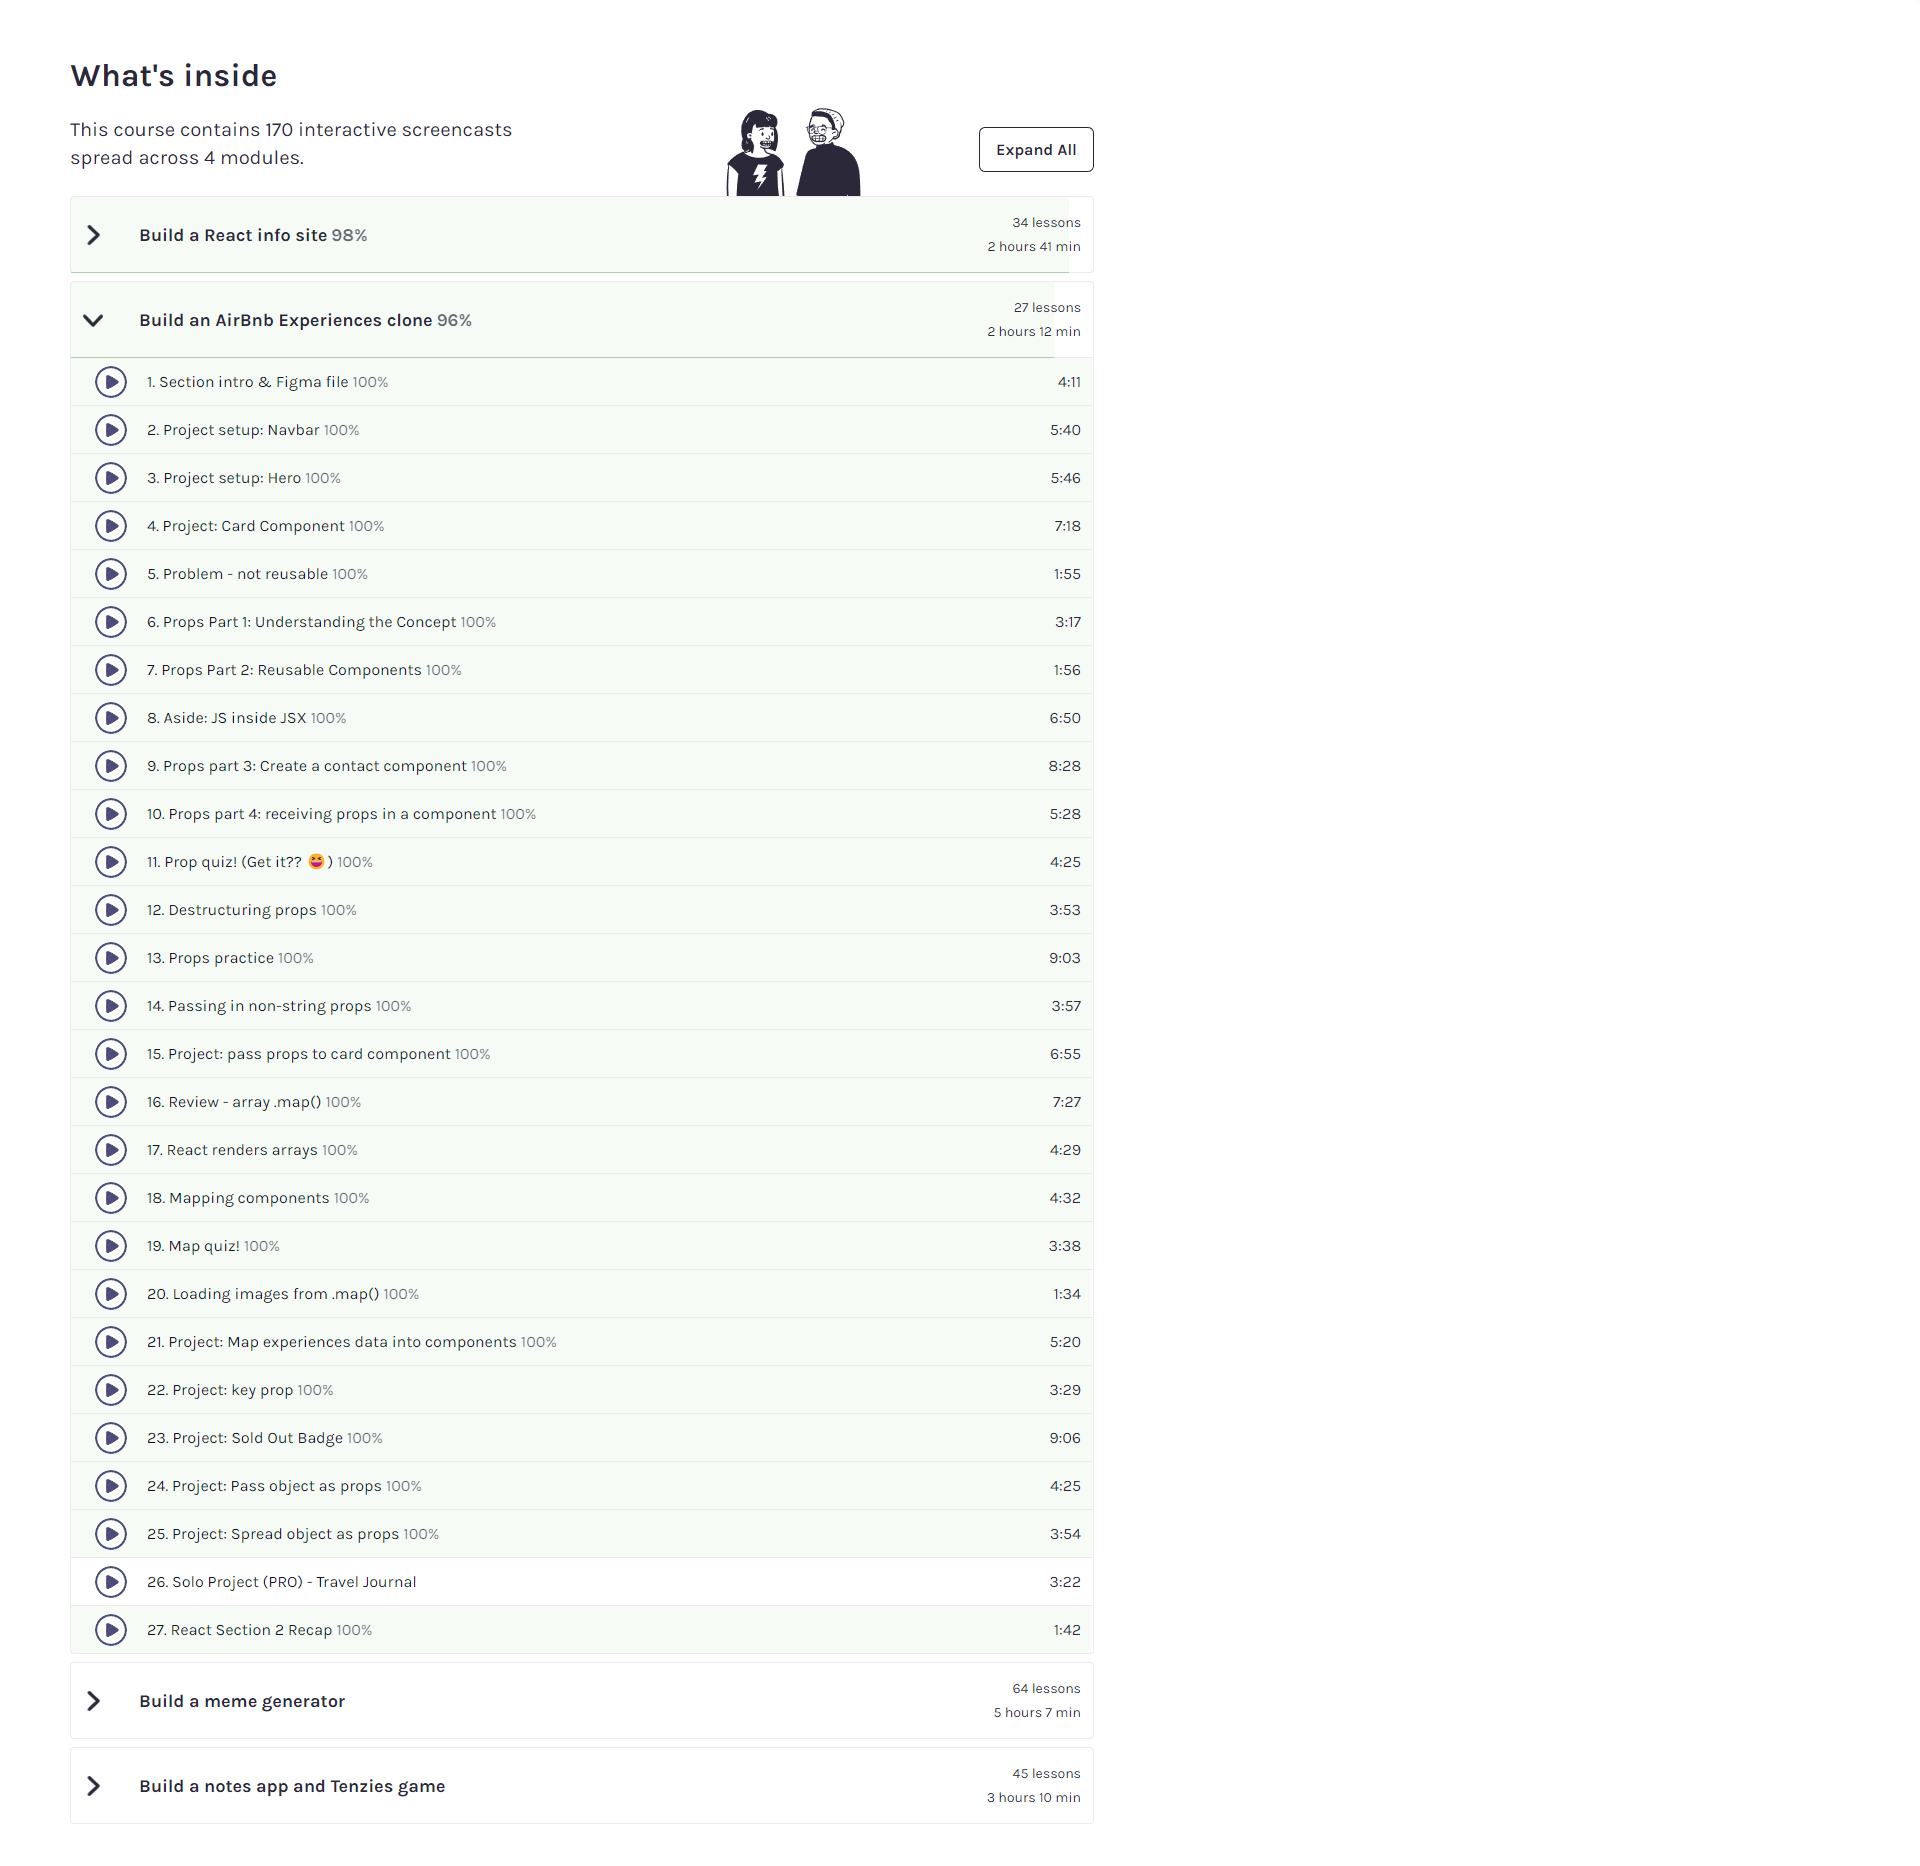 What's inside
This course contains 170 interactive screencasts
spread across 4 modules.
Expand All
Build a React info site 98%
34 lessons
2 hours 41 min
Build an AirBnb Experiences clone 96%
27 lessons
2 hours 12 min
1. Section intro & Figma file 100% 4:11
2. Project setup: Navbar 100% 5:40
3. Project setup: Hero 100% 5:46
4. Project: Card Component 100% 7:18
5. Problem - not reusable 100% 1:55
6. Props Part 1: Understanding the Concept 100% 3:17
7. Props Part 2: Reusable Components 100% 1:56
8. Aside: JS inside JSX 100% 6:50
9. Props part 3: Create a contact component 100% 8:28
10. Props part 4: receiving props in a component 100% 5:28
11. Prop quiz! (Get it?? 😆) 100% 4:25
12. Destructuring props 100% 3:53
13. Props practice 100% 9:03
14. Passing in non-string props 100% 3:57
15. Project: pass props to card component 100% 6:55
16. Review - array .map() 100% 7:27
17. React renders arrays 100% 4:29
18. Mapping components 100% 4:32
19. Map quiz! 100% 3:38
20. Loading images from .map() 100% 1:34
21. Project: Map experiences data into components 100% 5:20
22. Project: key prop 100% 3:29
23. Project: Sold Out Badge 100% 9:06
24. Project: Pass object as props 100% 4:25
25. Project: Spread object as props 100% 3:54
26. Solo Project (PRO) - Travel Journal 3:22
27. React Section 2 Recap 100% 1:42
Build a meme generator
64 lessons
5 hours 7 min
Build a notes app and Tenzies game
45 lessons
3 hours 10 min